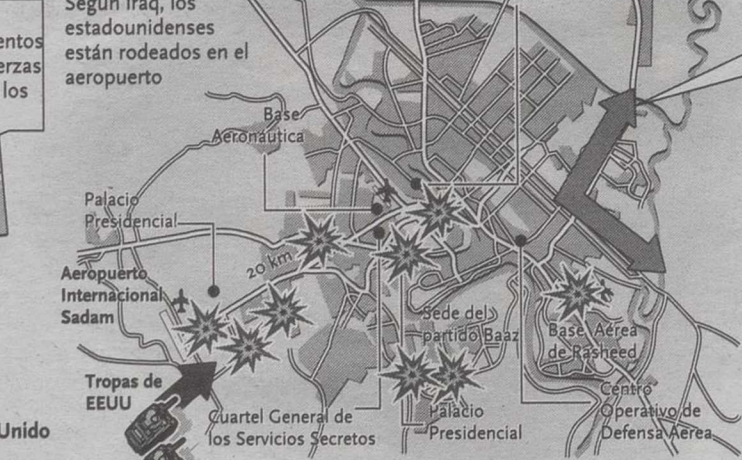 Según Iraq, los
estadounidenses
están rodeados en el
aeropuerto
entos
erzas
los
Base
Aeronáutica
Palacio
Presidencial
20 km
Aeropuerto
Internacional
Sadam
Sede del
partido Baaz
Base Aérea
de Rasheed
Tropas de
EEUU
Cuartel General de
los Servicios Secretos
Palacio
Presidencial
Centro
Operativo de
Defensa Aérea
Unido